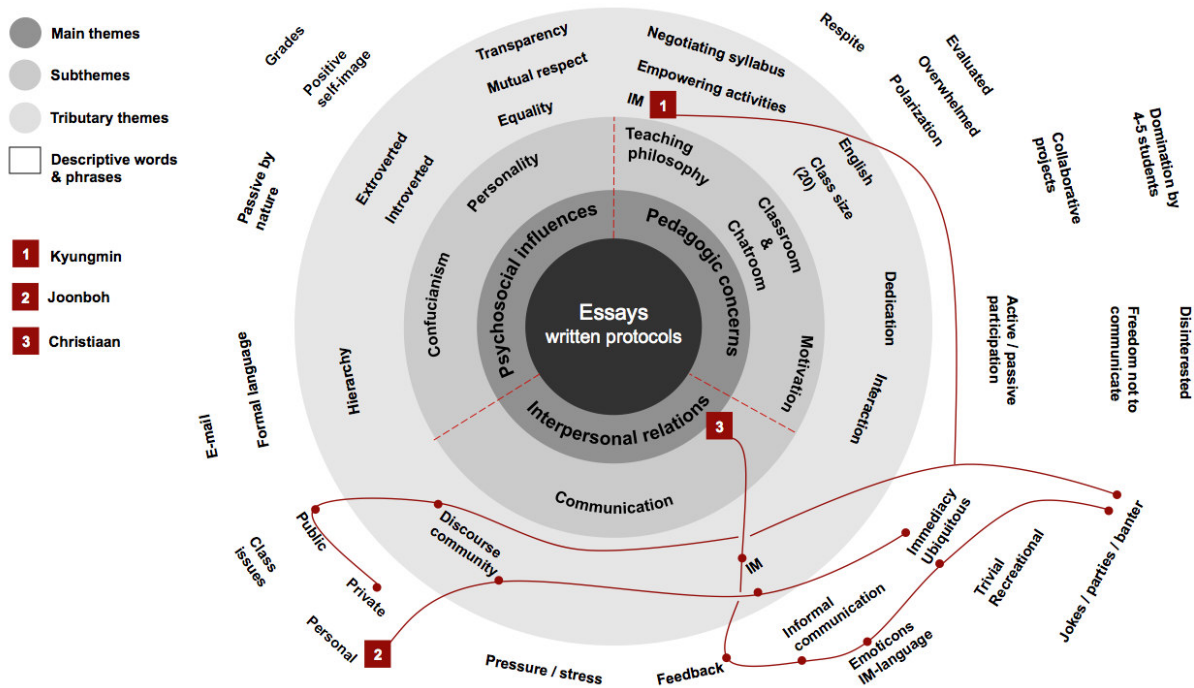 Main themes
Subthemes
Tributary themes
Descriptive words
& phrases
1 Kyungmin
2 Joonboh
3 Christiaan
Essays
written protocols
Psychosocial influences
Pedagogic concerns
Interpersonal relations
Personality
Confucianism
Teaching
philosophy
Classroom
&
Chatroom
Motivation
Communication
Transparency
Mutual respect
Equality
Extroverted
Introverted
Hierarchy
Negotiating syllabus
Empowering activities
IM 1
English
Class size
(20)
Dedication
Interaction
3
Discourse
community
IM
Immediacy
Ubiquitous
Informal
communication
Grades
Positive
self-image
Passive by
nature
Formal language
E-mail
Class
issues
Public
Private
Personal 2
Pressure / stress
Feedback
Emoticons
IM-language
Trivial
Recreational
Jokes / parties / banter
Respite
Evaluated
Overwhelmed
Polarization
Collaborative
projects
Domination by
4-5 students
Active / passive
participation
Freedom not to
communicate
Disinterested